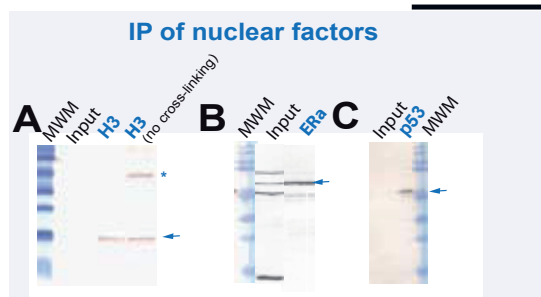 IP of nuclear factors
A
MWM
Input
H3
H3
(no cross-linking)
*
B
MWM
Input
ERa
C
Input
p53
MWM